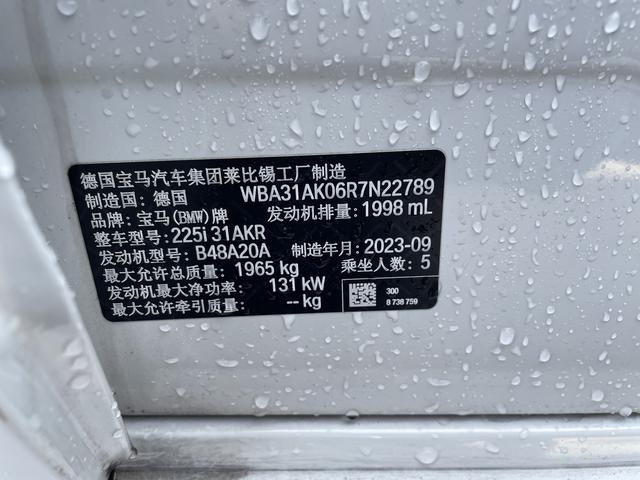 德国宝马汽车集团莱比锡工厂制造
制造国: 德国 WBA31AK06R7N22789
品牌: 宝马(BMW)牌 发动机排量: 1998 mL
整车型号: 225i 31AKR
发动机型号: B48A20A 制造年月: 2023-09
最大允许总质量: 1965 kg 乘坐人数: 5
发动机最大净功率: 131 kW
最大允许牵引质量: -- kg
300
8 738 759